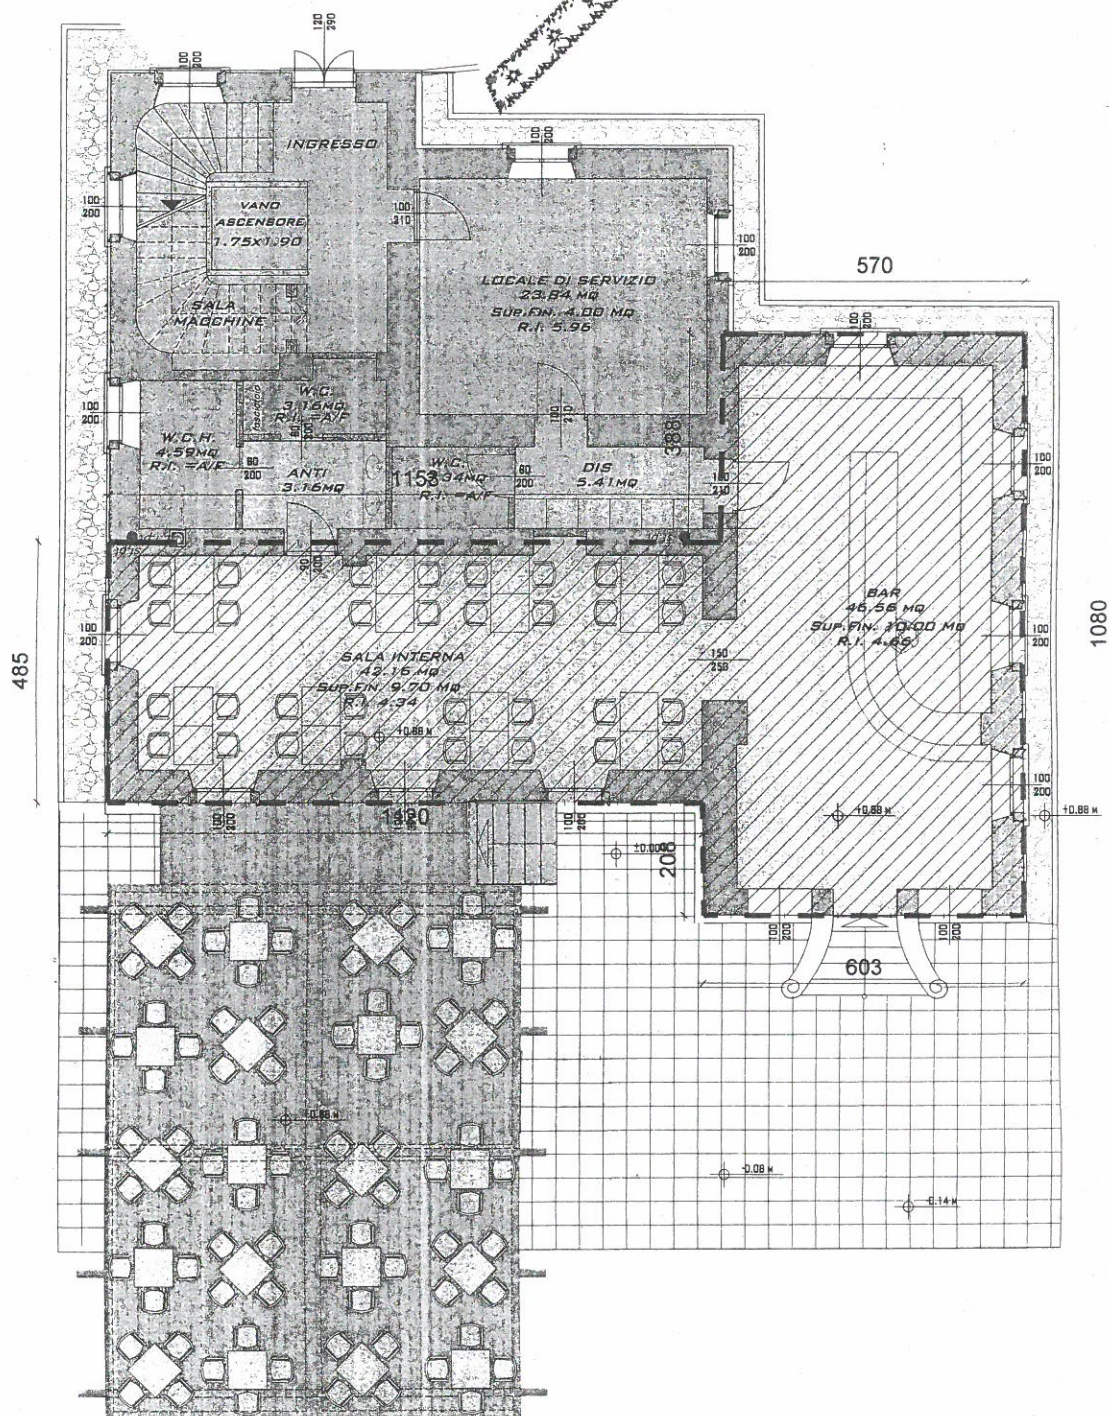 120
290
100
200
INGRESSO
100
200
100
200
VANO
ASCENSORE
1.75X1.90
100
210
100
200
570
LOCALE DI SERVIZIO
23.84 MQ
SUP.FIN. 4.00 MQ
R.I. 5.96
SALA
MACCHINE
100
200
W.C.
3.16MQ
R.I. =A/F
100
200
W.C.H.
4.59MQ
R.I. =A/F
80
200
ANTI
3.16MQ
1153
W.C.
R.I. =A/F
60
200
100
210
DIS
5.41MQ
388
210
100
200
90
200
BAR
46.56 MQ
SUP.FIN. 10.00 MQ
R.I. 4.66
100
200
100
200
1080
485
SALA INTERNA
42.16 MQ
SUP.FIN. 9.70 MQ
R.I. 4.34
150
250
+0.88 M
100
200
+0.88 M
+0.88 M
100
200
100
200
±0.00
100
200
100
200
603
+0.88 M
-0.08 M
-0.14 M